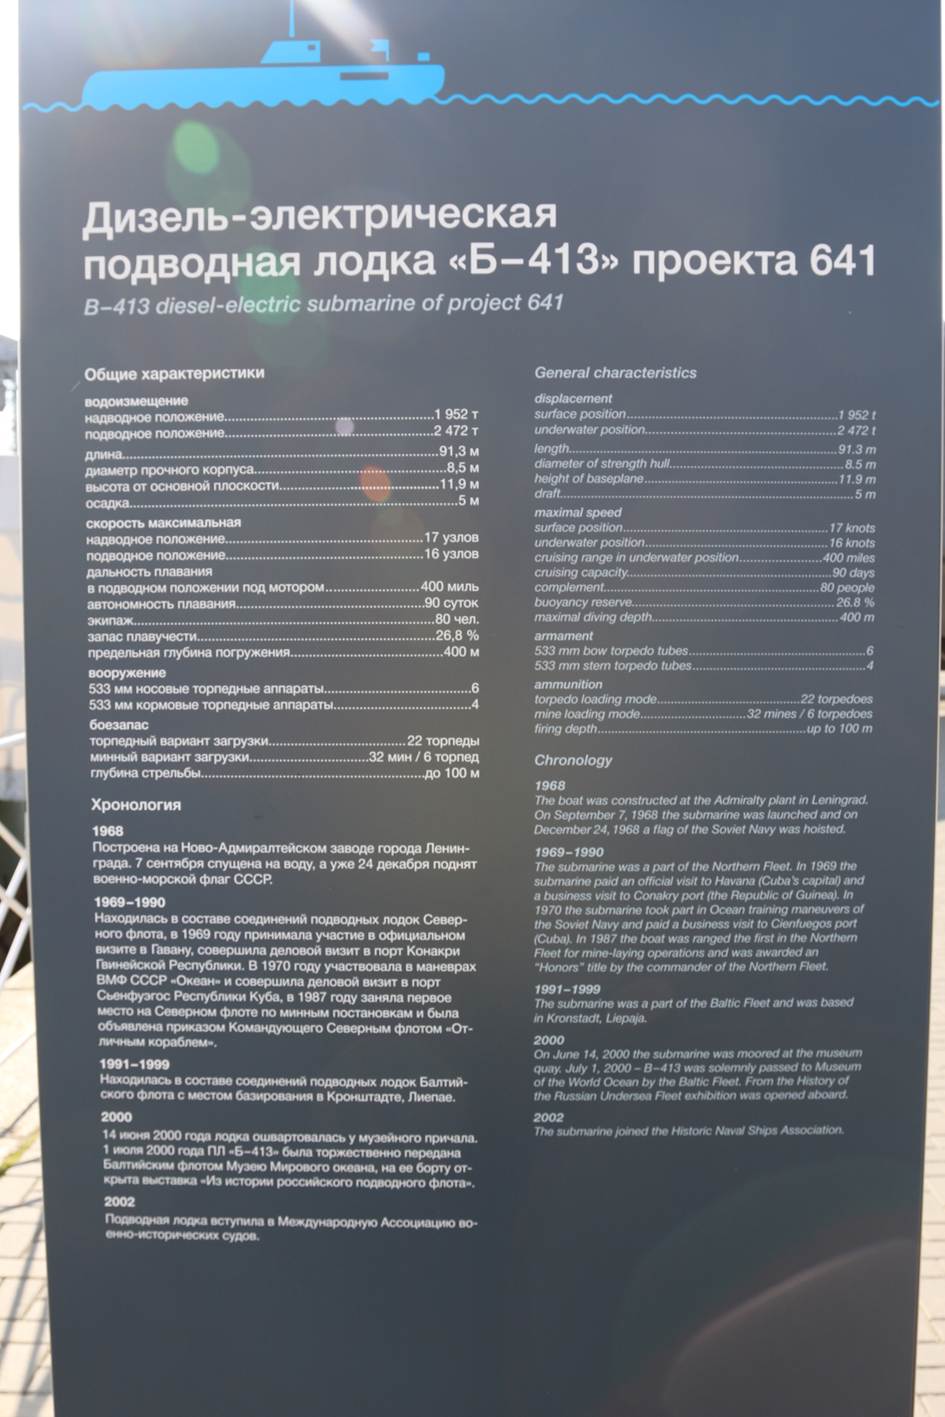 Дизель-электрическая
подводная лодка «Б–413» проекта 641
B–413 diesel-electric submarine of project 641
Общие характеристики
водоизмещение
надводное положение....................1 952 т
подводное положение....................2 472 т
длина....................91,3 м
диаметр прочного корпуса....................8,5 м
высота от основной плоскости....................11,9 м
осадка....................5 м
скорость максимальная
надводное положение....................17 узлов
подводное положение....................16 узлов
дальность плавания
в подводном положении под мотором....................400 миль
автономность плавания....................90 суток
экипаж....................80 чел.
запас плавучести....................26,8 %
предельная глубина погружения....................400 м
вооружение
533 мм носовые торпедные аппараты....................6
533 мм кормовые торпедные аппараты....................4
боезапас
торпедный вариант загрузки....................22 торпеды
минный вариант загрузки....................32 мин / 6 торпед
глубина стрельбы....................до 100 м
Хронология
1968
Построена на Ново-Адмиралтейском заводе города Ленин-
града. 7 сентября спущена на воду, а уже 24 декабря поднят
военно-морской флаг СССР.
1969–1990
Находилась в составе соединений подводных лодок Север-
ного флота, в 1969 году принимала участие в официальном
визите в Гавану, совершила деловой визит в порт Конакри
Гвинейской Республики. В 1970 году участвовала в маневрах
ВМФ СССР «Океан» и совершила деловой визит в порт
Сьенфуэгос Республики Куба, в 1987 году заняла первое
место на Северном флоте по минным постановкам и была
объявлена приказом Командующего Северным флотом «От-
личным кораблем».
1991–1999
Находилась в составе соединений подводных лодок Балтий-
ского флота с местом базирования в Кронштадте, Лиепае.
2000
14 июня 2000 года лодка ошвартовалась у музейного причала.
1 июля 2000 года ПЛ «Б–413» была торжественно передана
Балтийским флотом Музею Мирового океана, на ее борту от-
крыта выставка «Из истории российского подводного флота».
2002
Подводная лодка вступила в Международную Ассоциацию во-
енно-исторических судов.
General characteristics
displacement
surface position....................1 952 t
underwater position....................2 472 t
length....................91.3 m
diameter of strength hull....................8.5 m
height of baseplane....................11.9 m
draft....................5 m
maximal speed
surface position....................17 knots
underwater position....................16 knots
cruising range in underwater position....................400 miles
cruising capacity....................90 days
complement....................80 people
buoyancy reserve....................26.8 %
maximal diving depth....................400 m
armament
533 mm bow torpedo tubes....................6
533 mm stern torpedo tubes....................4
ammunition
torpedo loading mode....................22 torpedoes
mine loading mode....................32 mines / 6 torpedoes
firing depth....................up to 100 m
Chronology
1968
The boat was constructed at the Admiralty plant in Leningrad.
On September 7, 1968 the submarine was launched and on
December 24, 1968 a flag of the Soviet Navy was hoisted.
1969–1990
The submarine was a part of the Northern Fleet. In 1969 the
submarine paid an official visit to Havana (Cuba's capital) and
a business visit to Conakry port (the Republic of Guinea). In
1970 the submarine took part in Ocean training maneuvers of
the Soviet Navy and paid a business visit to Cienfuegos port
(Cuba). In 1987 the boat was ranged the first in the Northern
Fleet for mine-laying operations and was awarded an
“Honors” title by the commander of the Northern Fleet.
1991–1999
The submarine was a part of the Baltic Fleet and was based
in Kronstadt, Liepaja.
2000
On June 14, 2000 the submarine was moored at the museum
quay. July 1, 2000 – B–413 was solemnly passed to Museum
of the World Ocean by the Baltic Fleet. From the History of
the Russian Undersea Fleet exhibition was opened aboard.
2002
The submarine joined the Historic Naval Ships Association.